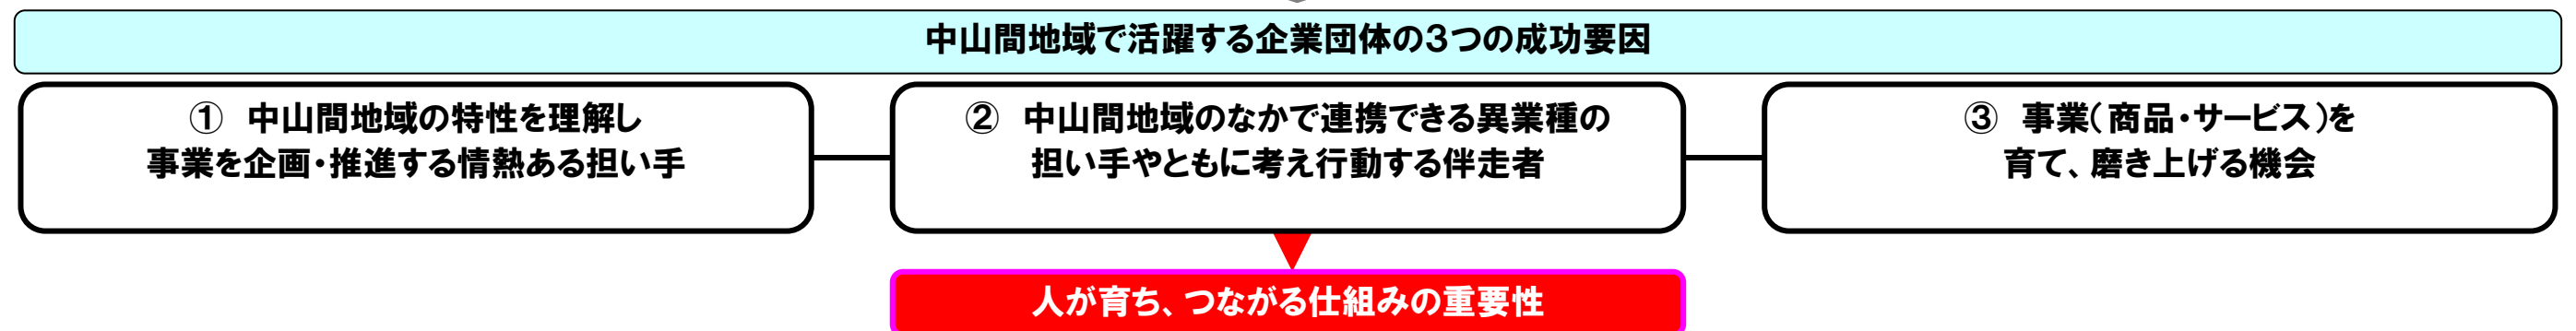 中山間地域で活躍する企業団体の3つの成功要因
① 中山間地域の特性を理解し
事業を企画・推進する情熱ある担い手
② 中山間地域のなかで連携できる異業種の
担い手やともに考え行動する伴走者
③ 事業(商品・サービス)を
育て、磨き上げる機会
人が育ち、つながる仕組みの重要性